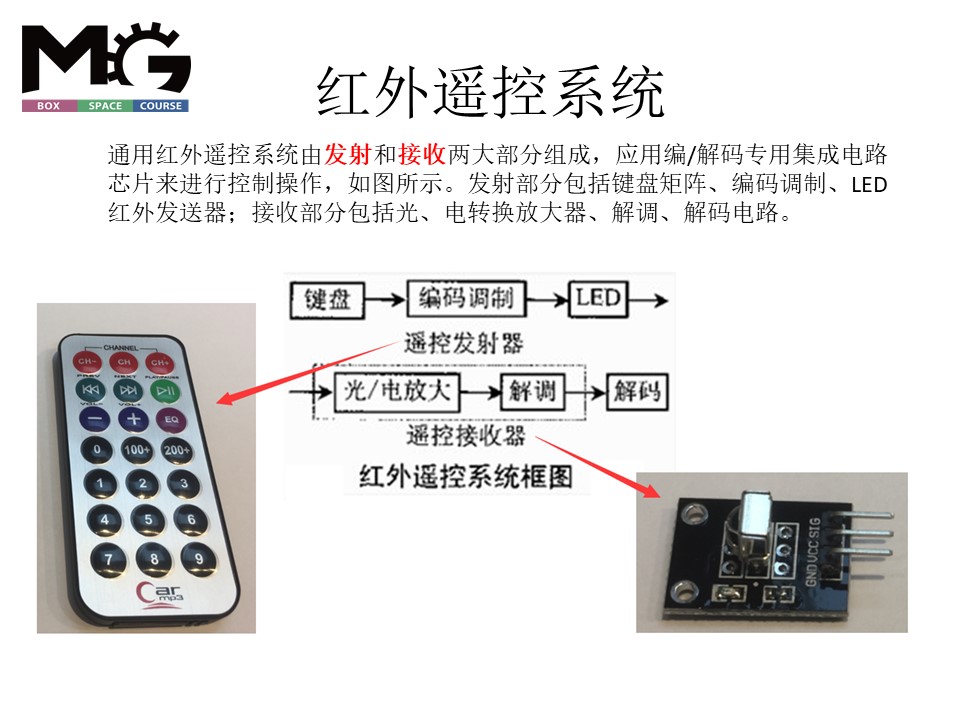 MG
BOX SPACE COURSE
红外遥控系统
通用红外遥控系统由发射和接收两大部分组成，应用编/解码专用集成电路
芯片来进行控制操作，如图所示。发射部分包括键盘矩阵、编码调制、LED
红外发送器；接收部分包括光、电转换放大器、解调、解码电路。
键盘 编码调制 LED
遥控发射器
光/电放大 解调 解码
遥控接收器
红外遥控系统框图
CHANNEL
CH- CH CH+
PREV NEXT PLAY/PAUSE
VOL- VOL+
− + EQ
0 100+ 200+
1 2 3
4 5 6
7 8 9
Car
mp3
GND VCC SIG